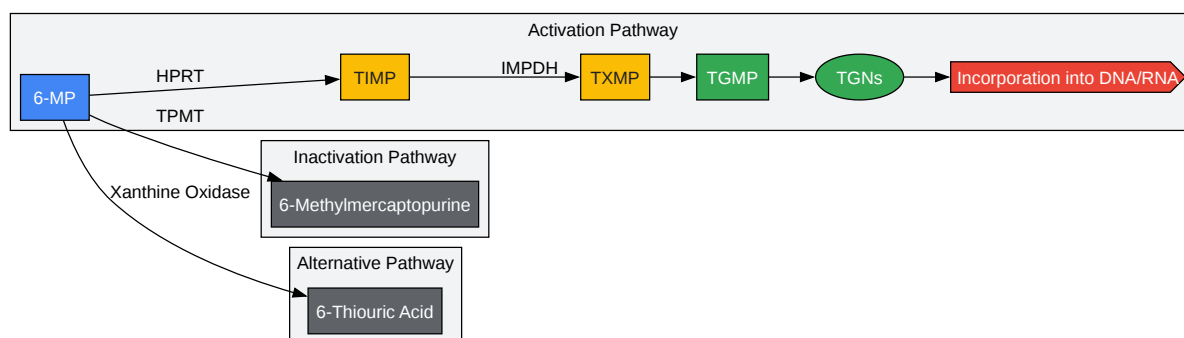 Activation Pathway
6-MP
HPRT
TIMP
IMPDH
TXMP
TGMP
TGNs
Incorporation into DNA/RNA
TPMT
Inactivation Pathway
6-Methylmercaptopurine
Xanthine Oxidase
Alternative Pathway
6-Thiouric Acid